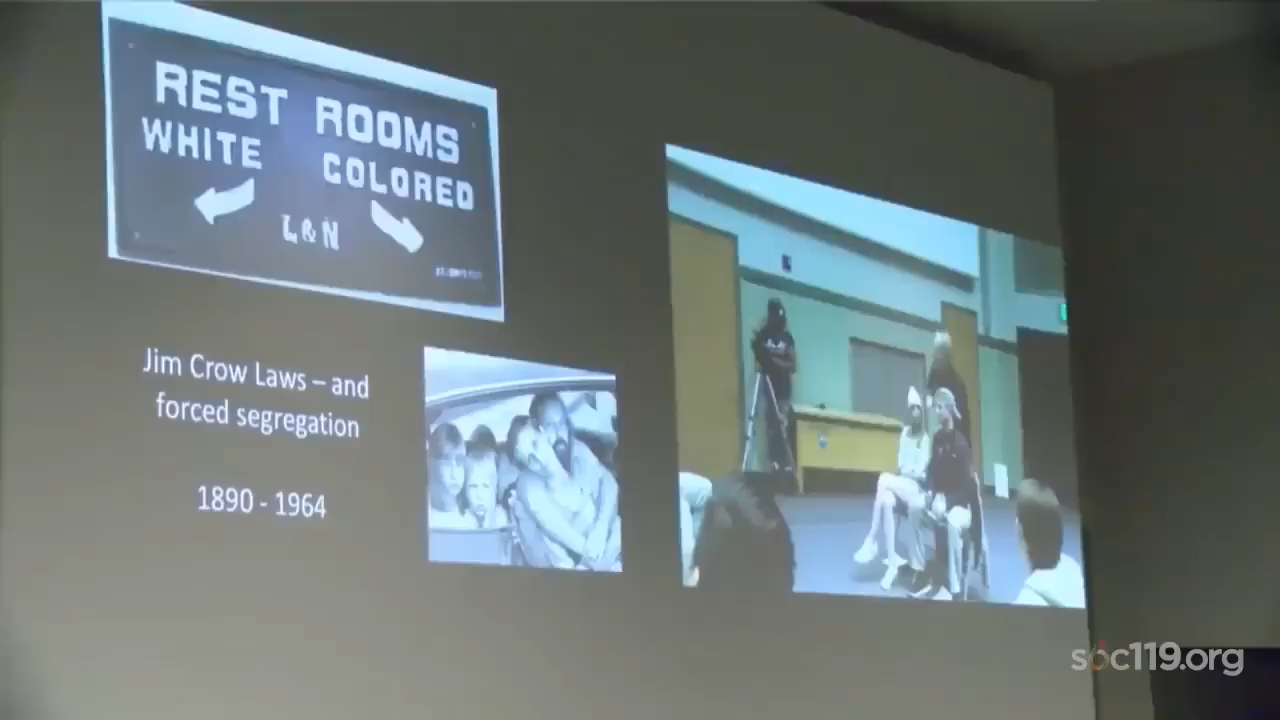 REST ROOMS
WHITE COLORED
L&N
Jim Crow Laws – and
forced segregation
1890 - 1964
soc119.org